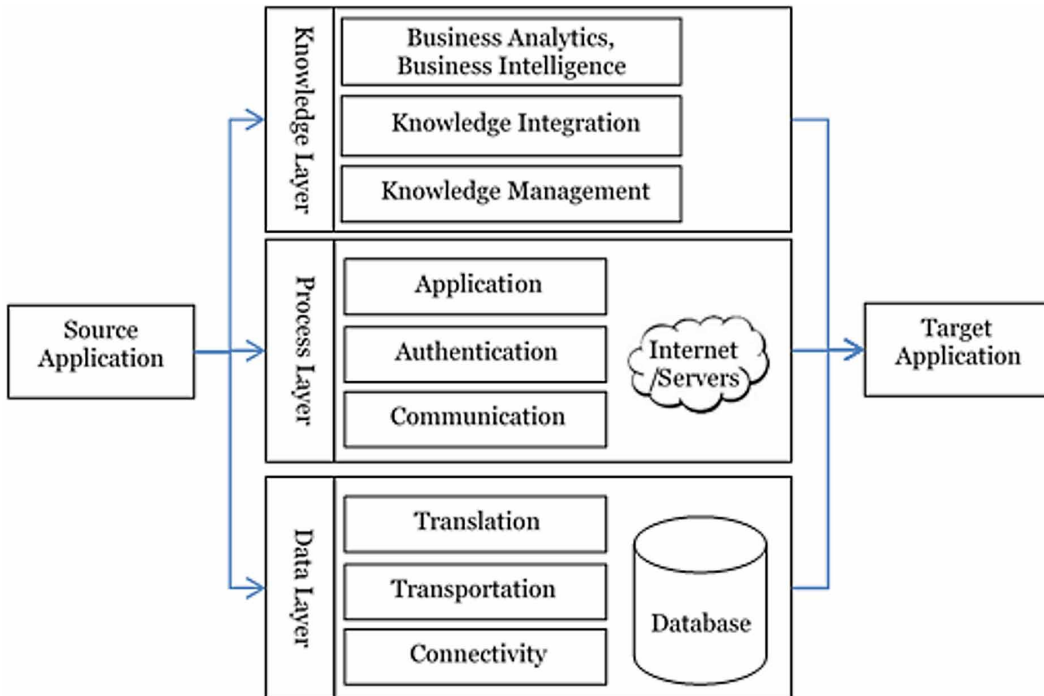 Knowledge Layer
Business Analytics,
Business Intelligence
Knowledge Integration
Knowledge Management
Source
Application
Process Layer
Application
Authentication
Communication
Internet
/Servers
Target
Application
Data Layer
Translation
Transportation
Connectivity
Database